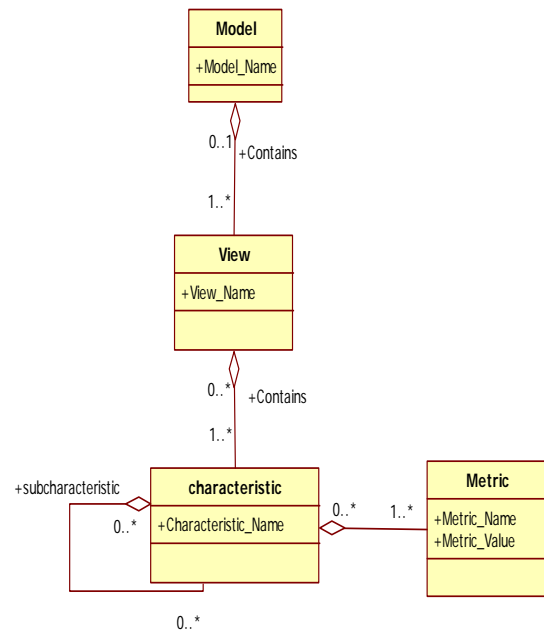 Model
+Model_Name
0..1
+Contains
1..*
View
+View_Name
0..*
+Contains
1..*
+subcharacteristic
0..*
characteristic
+Characteristic_Name
0..*
1..*
Metric
+Metric_Name
+Metric_Value
0..*